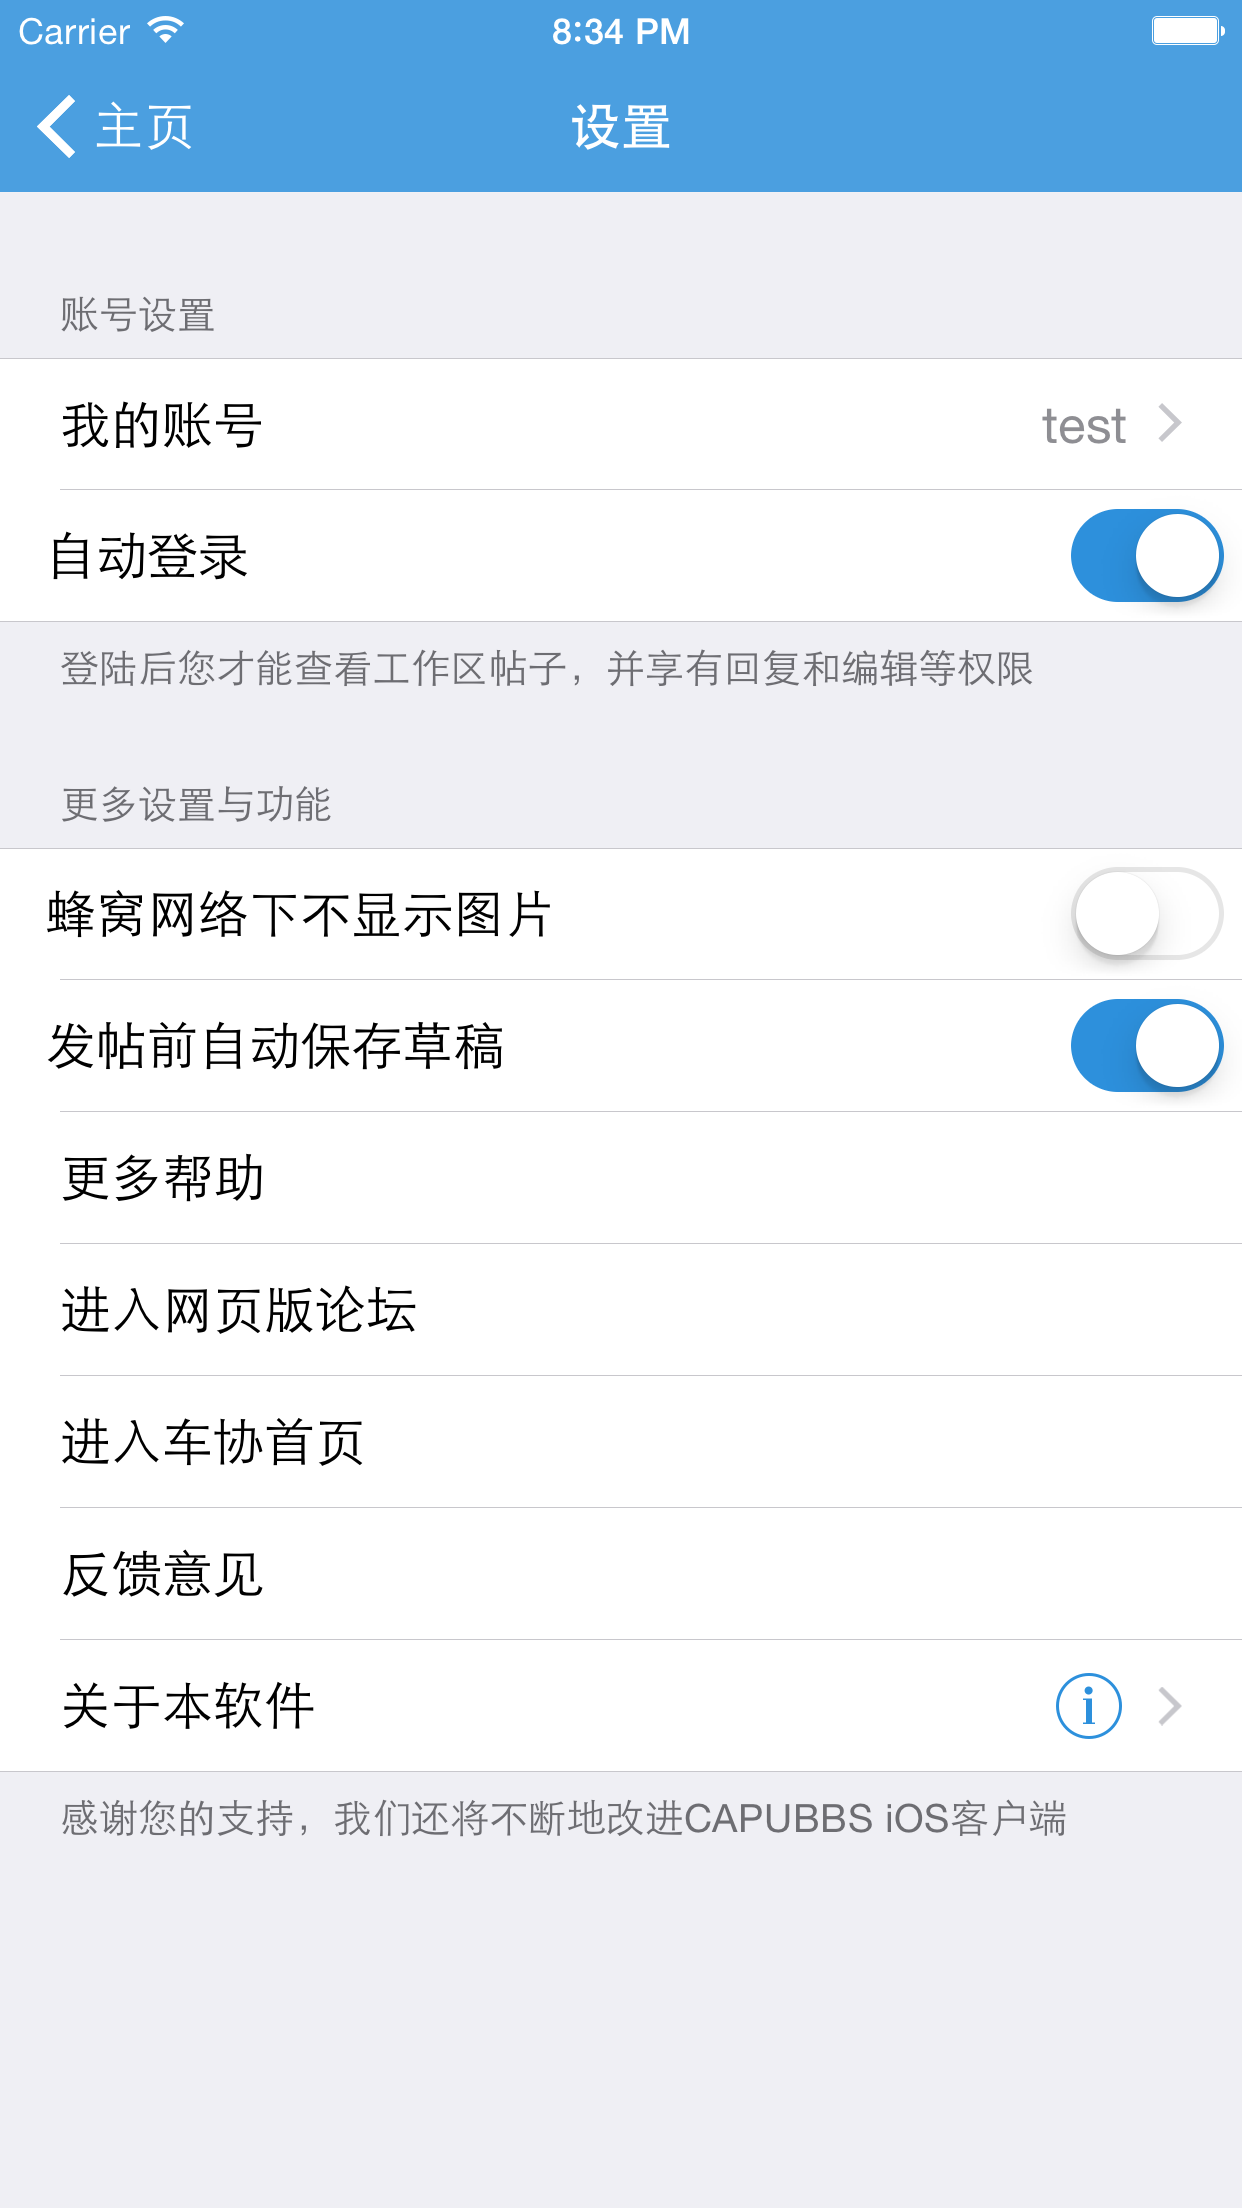 Carrier 8:34 PM
主页 设置
账号设置
我的账号 test
自动登录
登陆后您才能查看工作区帖子，并享有回复和编辑等权限
更多设置与功能
蜂窝网络下不显示图片
发帖前自动保存草稿
更多帮助
进入网页版论坛
进入车协首页
反馈意见
关于本软件 i
感谢您的支持，我们还将不断地改进CAPUBBS iOS客户端